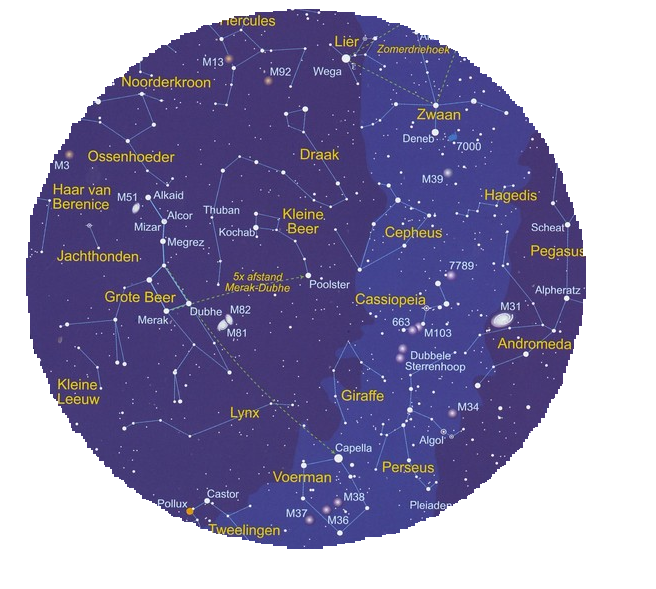 Hercules
Lier
Zomerdriehoek
M13
M92
Wega
Noorderkroon
Zwaan
Deneb
7000
Ossenhoeder
Draak
M3
M39
Haar van
Berenice
M51
Alkaid
Hagedis
Alcor
Thuban
Kleine
Beer
Mizar
Kochab
Cepheus
Scheat
Megrez
Jachthonden
Pegasus
7789
5x afstand
Merak-Dubhe
Poolster
Alpheratz
Grote Beer
Cassiopeia
M31
Dubhe
M82
Merak
663
M103
M81
Andromeda
Dubbele
Sterrenhoop
Kleine
Leeuw
Giraffe
Lynx
M34
Algol
Capella
Perseus
Voerman
Castor
M38
Pollux
Pleiaden
M37
M36
Tweelingen